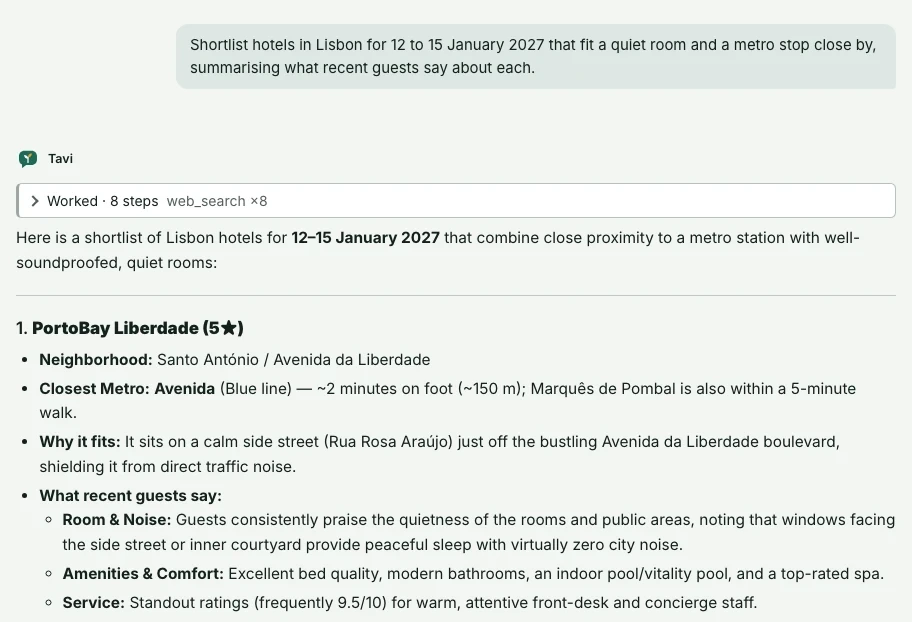 Shortlist hotels in Lisbon for 12 to 15 January 2027 that fit a quiet room and a metro stop close by,
summarising what recent guests say about each.
Tavi
Worked · 8 steps web_search ×8
Here is a shortlist of Lisbon hotels for 12–15 January 2027 that combine close proximity to a metro station with well-
soundproofed, quiet rooms:
1. PortoBay Liberdade (5★)
• Neighborhood: Santo António / Avenida da Liberdade
• Closest Metro: Avenida (Blue line) — ~2 minutes on foot (~150 m); Marquês de Pombal is also within a 5-minute
walk.
• Why it fits: It sits on a calm side street (Rua Rosa Araújo) just off the bustling Avenida da Liberdade boulevard,
shielding it from direct traffic noise.
• What recent guests say:
◦ Room & Noise: Guests consistently praise the quietness of the rooms and public areas, noting that windows facing
the side street or inner courtyard provide peaceful sleep with virtually zero city noise.
◦ Amenities & Comfort: Excellent bed quality, modern bathrooms, an indoor pool/vitality pool, and a top-rated spa.
◦ Service: Standout ratings (frequently 9.5/10) for warm, attentive front-desk and concierge staff.